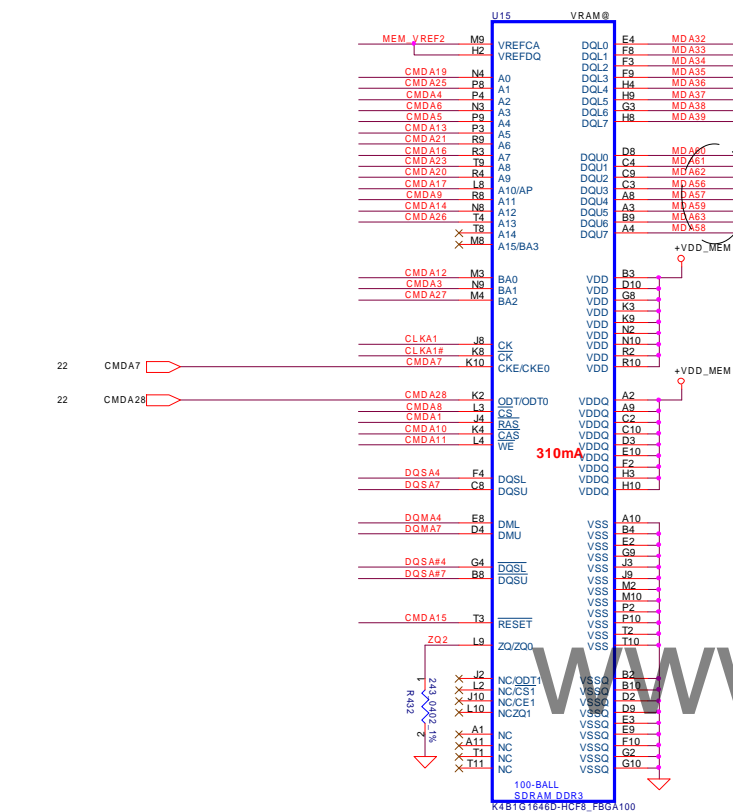 U15 VRAM@
MEM_VREF2 M9 VREFCA DQL0 E4 MDA32
H2 VREFDQ DQL1 F8 MDA33
DQL2 F3 MDA34
CMDA19 N4 A0 DQL3 F9 MDA35
CMDA25 P8 A1 DQL4 H4 MDA36
CMDA4 P4 A2 DQL5 H9 MDA37
CMDA6 N3 A3 DQL6 G3 MDA38
CMDA5 P9 A4 DQL7 H8 MDA39
CMDA13 P3 A5
CMDA21 R9 A6
CMDA16 R3 A7 DQU0 D8 MDA60
CMDA23 T9 A8 DQU1 C4 MDA61
CMDA20 R4 A9 DQU2 C9 MDA62
CMDA17 L8 A10/AP DQU3 C3 MDA56
CMDA9 R8 A11 DQU4 A8 MDA57
CMDA14 N8 A12 DQU5 A3 MDA59
CMDA26 T4 A13 DQU6 B9 MDA63
T8 A14 DQU7 A4 MDA58
M8 A15/BA3
+VDD_MEM
CMDA12 M3 BA0 VDD B3
CMDA3 N9 BA1 VDD D10
CMDA27 M4 BA2 VDD G8
VDD K3
VDD K9
VDD N2
CLKA1 J8 CK VDD N10
CLKA1# K8 CK VDD R2
22 CMDA7 CMDA7 K10 CKE/CKE0 VDD R10
+VDD_MEM
22 CMDA28 CMDA28 K2 ODT/ODT0 VDDQ A2
CMDA8 L3 CS VDDQ A9
CMDA1 J4 RAS VDDQ C2
CMDA10 K4 CAS VDDQ C10
CMDA11 L4 WE VDDQ D3
310mA VDDQ E10
VDDQ F2
DQSA4 F4 DQSL VDDQ H3
DQSA7 C8 DQSU VDDQ H10
DQMA4 E8 DML VSS A10
DQMA7 D4 DMU VSS B4
VSS E2
VSS G9
DQSA#4 G4 DQSL VSS J3
DQSA#7 B8 DQSU VSS J9
VSS M2
VSS M10
VSS P2
CMDA15 T3 RESET VSS P10
VSS T2
ZQ2 L9 ZQ/ZQ0 VSS T10
J2 NC/ODT1 VSSQ B2
L2 NC/CS1 VSSQ B10
J10 NC/CE1 VSSQ D2
L10 NCZQ1 VSSQ D9
VSSQ E3
A1 NC VSSQ E9
A11 NC VSSQ F10
T1 NC VSSQ G2
T11 NC VSSQ G10
1
R432
243_0402_1%
2
100-BALL
SDRAM DDR3
K4B1G1646D-HCF8_FBGA100